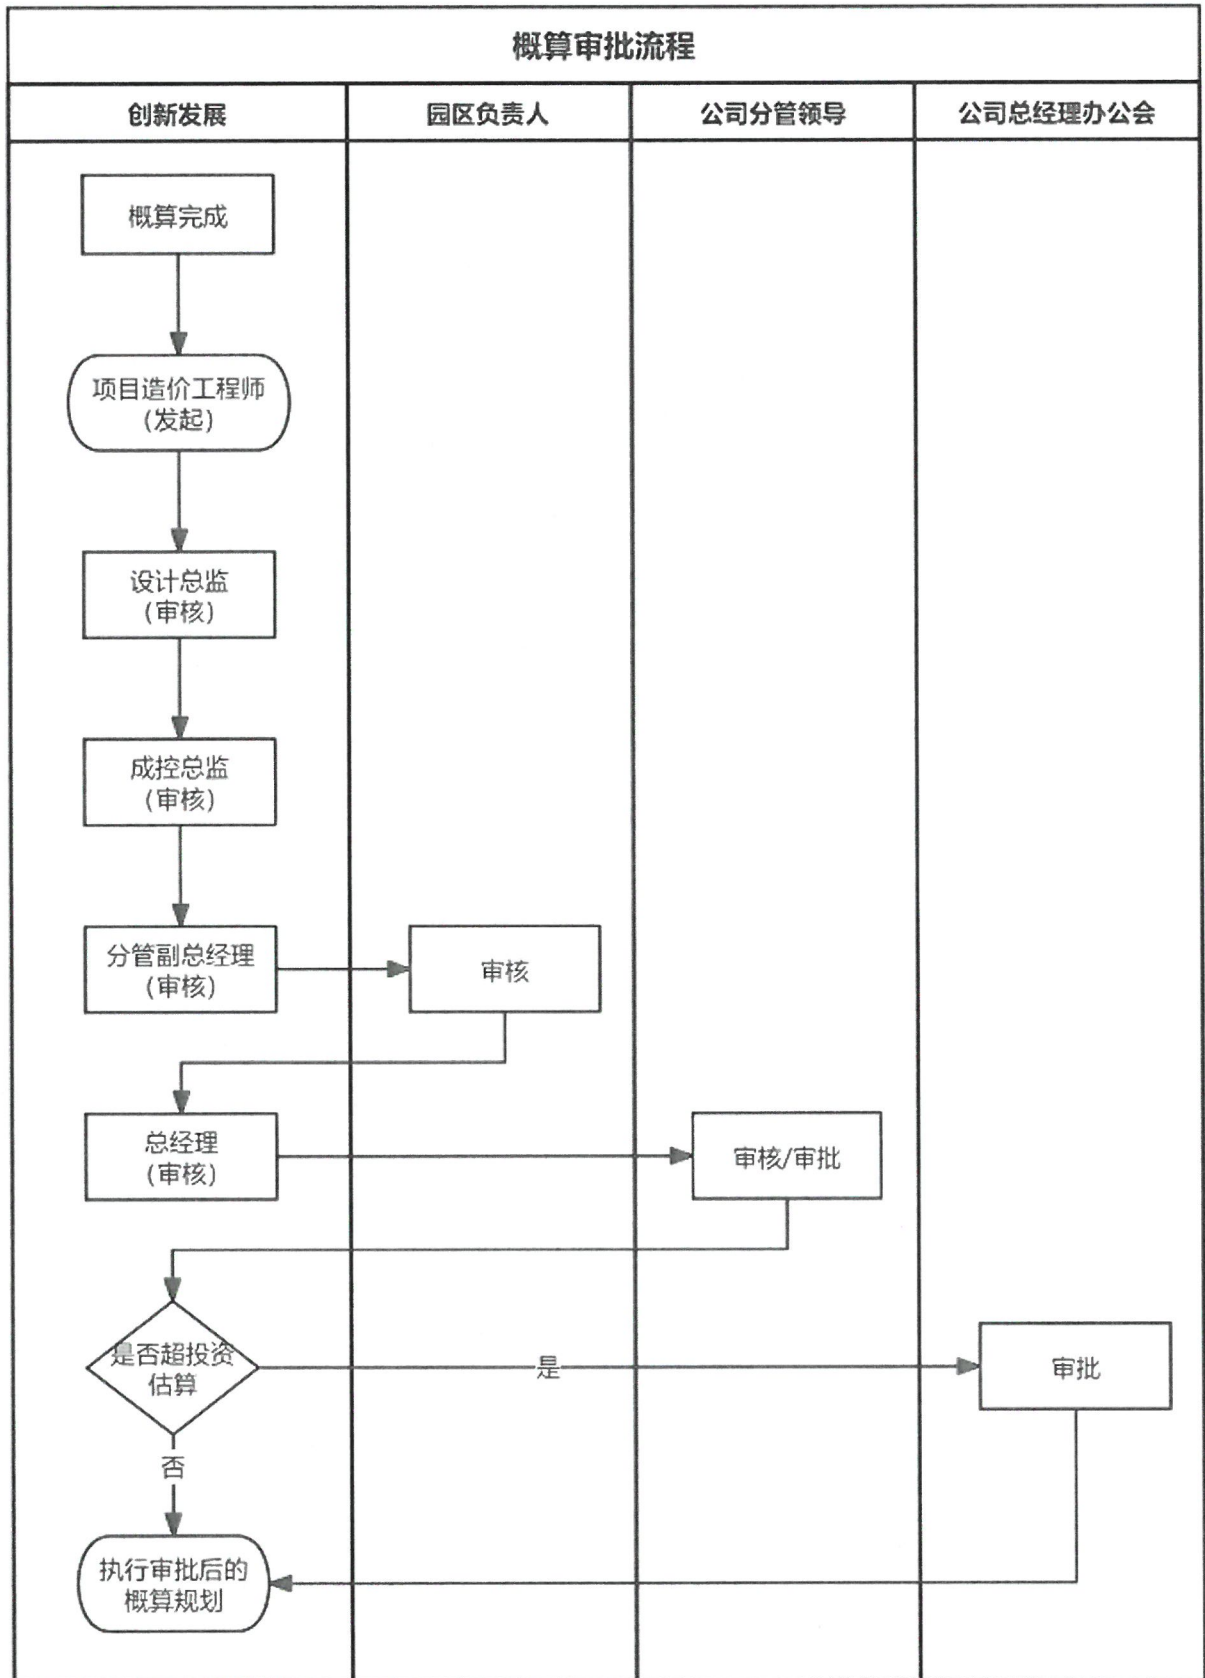 概算审批流程
创新发展
园区负责人
公司分管领导
公司总经理办公会
概算完成
项目造价工程师
(发起)
设计总监
(审核)
成控总监
(审核)
分管副总经理
(审核)
审核
总经理
(审核)
审核/审批
是否超投资
估算
是
审批
否
执行审批后的
概算规划